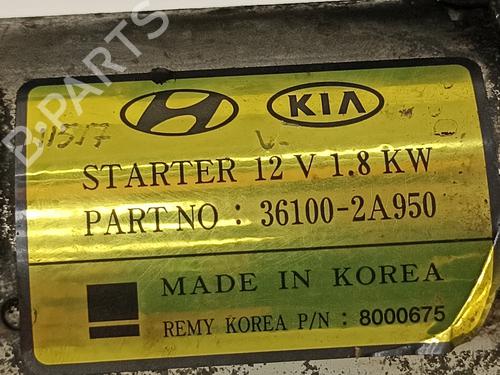 B-PARTS
KIA
STARTER 12 V 1.8 KW
PART NO : 36100-2A950
MADE IN KOREA
REMY KOREA P/N : 8000675